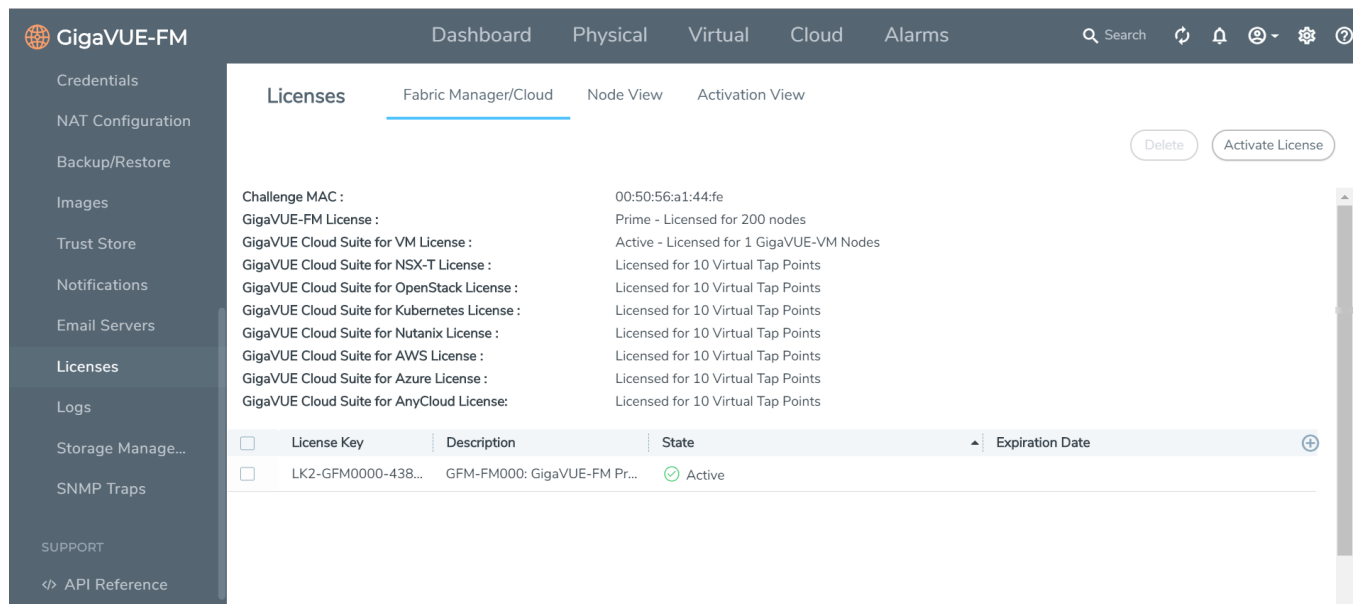 GigaVUE-FM
Dashboard Physical Virtual Cloud Alarms
Search
Credentials
NAT Configuration
Backup/Restore
Images
Trust Store
Notifications
Email Servers
Licenses
Logs
Storage Manage...
SNMP Traps
SUPPORT
</> API Reference
Licenses Fabric Manager/Cloud Node View Activation View
Delete Activate License
Challenge MAC : 00:50:56:a1:44:fe
GigaVUE-FM License : Prime - Licensed for 200 nodes
GigaVUE Cloud Suite for VM License : Active - Licensed for 1 GigaVUE-VM Nodes
GigaVUE Cloud Suite for NSX-T License : Licensed for 10 Virtual Tap Points
GigaVUE Cloud Suite for OpenStack License : Licensed for 10 Virtual Tap Points
GigaVUE Cloud Suite for Kubernetes License : Licensed for 10 Virtual Tap Points
GigaVUE Cloud Suite for Nutanix License : Licensed for 10 Virtual Tap Points
GigaVUE Cloud Suite for AWS License : Licensed for 10 Virtual Tap Points
GigaVUE Cloud Suite for Azure License : Licensed for 10 Virtual Tap Points
GigaVUE Cloud Suite for AnyCloud License: Licensed for 10 Virtual Tap Points
License Key Description State Expiration Date
LK2-GFM0000-438... GFM-FM000: GigaVUE-FM Pr... Active